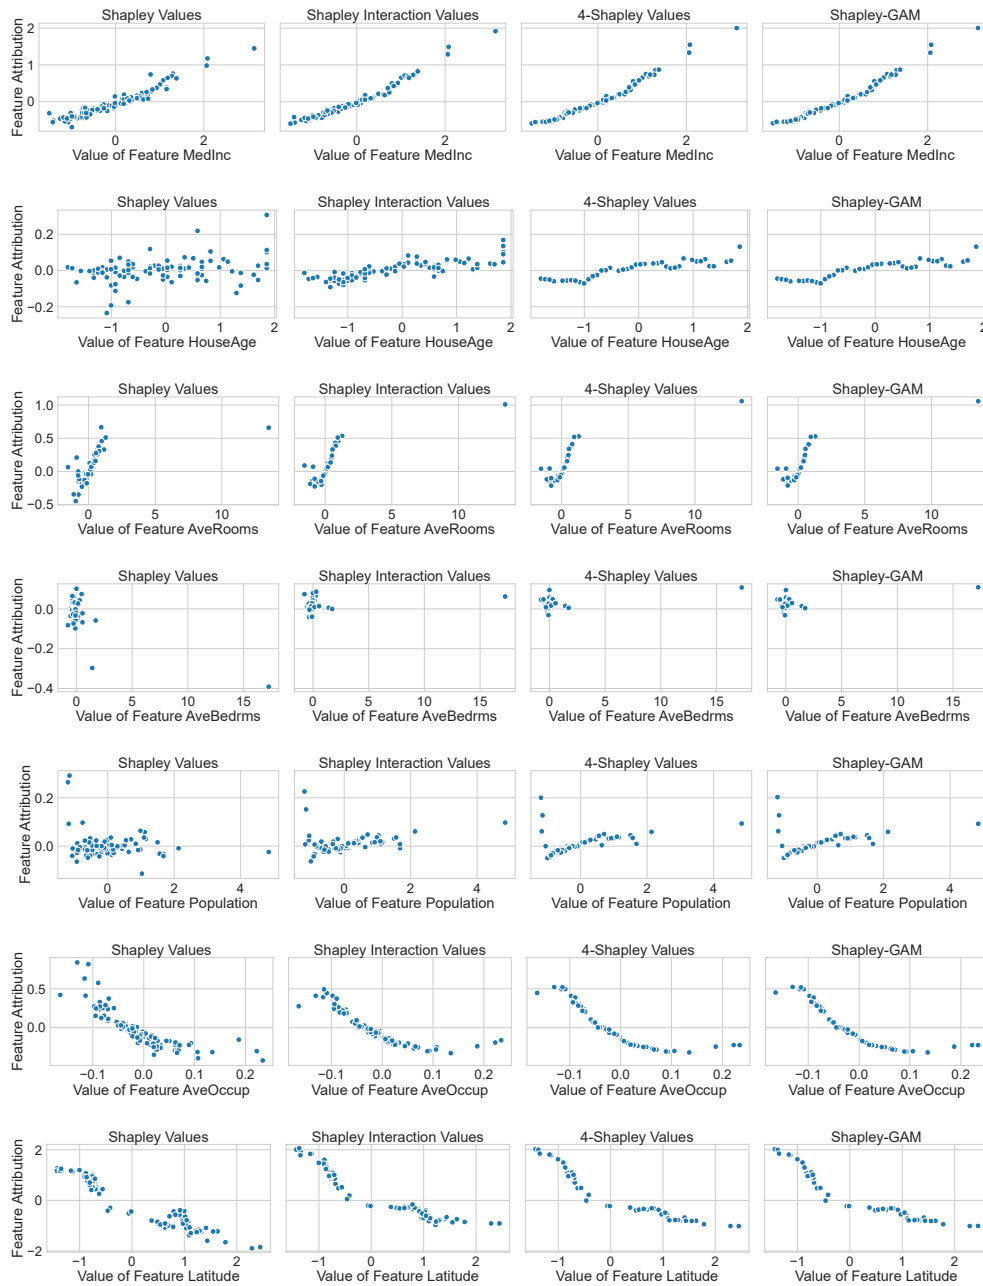 Shapley Values Shapley Interaction Values 4-Shapley Values Shapley-GAM
Feature Attribution
2
1
0
0 2 0 2 0 2 0 2
Value of Feature MedInc Value of Feature MedInc Value of Feature MedInc Value of Feature MedInc
Shapley Values Shapley Interaction Values 4-Shapley Values Shapley-GAM
Feature Attribution
0.2
0.0
−0.2
−1 0 1 2 −1 0 1 2 −1 0 1 2 −1 0 1 2
Value of Feature HouseAge Value of Feature HouseAge Value of Feature HouseAge Value of Feature HouseAge
Shapley Values Shapley Interaction Values 4-Shapley Values Shapley-GAM
Feature Attribution
1.0
0.5
0.0
−0.5
0 5 10 0 5 10 0 5 10 0 5 10
Value of Feature AveRooms Value of Feature AveRooms Value of Feature AveRooms Value of Feature AveRooms
Shapley Values Shapley Interaction Values 4-Shapley Values Shapley-GAM
Feature Attribution
0.0
−0.2
−0.4
0 5 10 15 0 5 10 15 0 5 10 15 0 5 10 15
Value of Feature AveBedrms Value of Feature AveBedrms Value of Feature AveBedrms Value of Feature AveBedrms
Shapley Values Shapley Interaction Values 4-Shapley Values Shapley-GAM
Feature Attribution
0.2
0.0
0 2 4 0 2 4 0 2 4 0 2 4
Value of Feature Population Value of Feature Population Value of Feature Population Value of Feature Population
Shapley Values Shapley Interaction Values 4-Shapley Values Shapley-GAM
Feature Attribution
0.5
0.0
−0.1 0.0 0.1 0.2 −0.1 0.0 0.1 0.2 −0.1 0.0 0.1 0.2 −0.1 0.0 0.1 0.2
Value of Feature AveOccup Value of Feature AveOccup Value of Feature AveOccup Value of Feature AveOccup
Shapley Values Shapley Interaction Values 4-Shapley Values Shapley-GAM
Feature Attribution
2
0
−2
−1 0 1 2 −1 0 1 2 −1 0 1 2 −1 0 1 2
Value of Feature Latitude Value of Feature Latitude Value of Feature Latitude Value of Feature Latitude